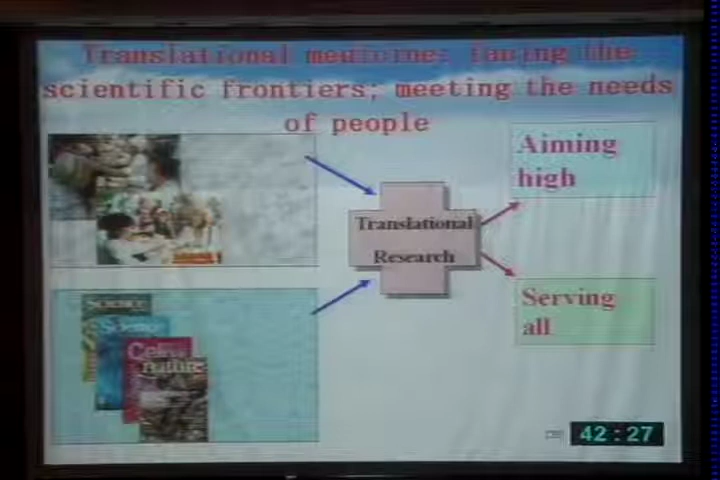 Translational medicine: facing the
scientific frontiers; meeting the needs
of people
Aiming
high
Translational
Research
Serving
all
Science
Science
Cell
nature
42:27